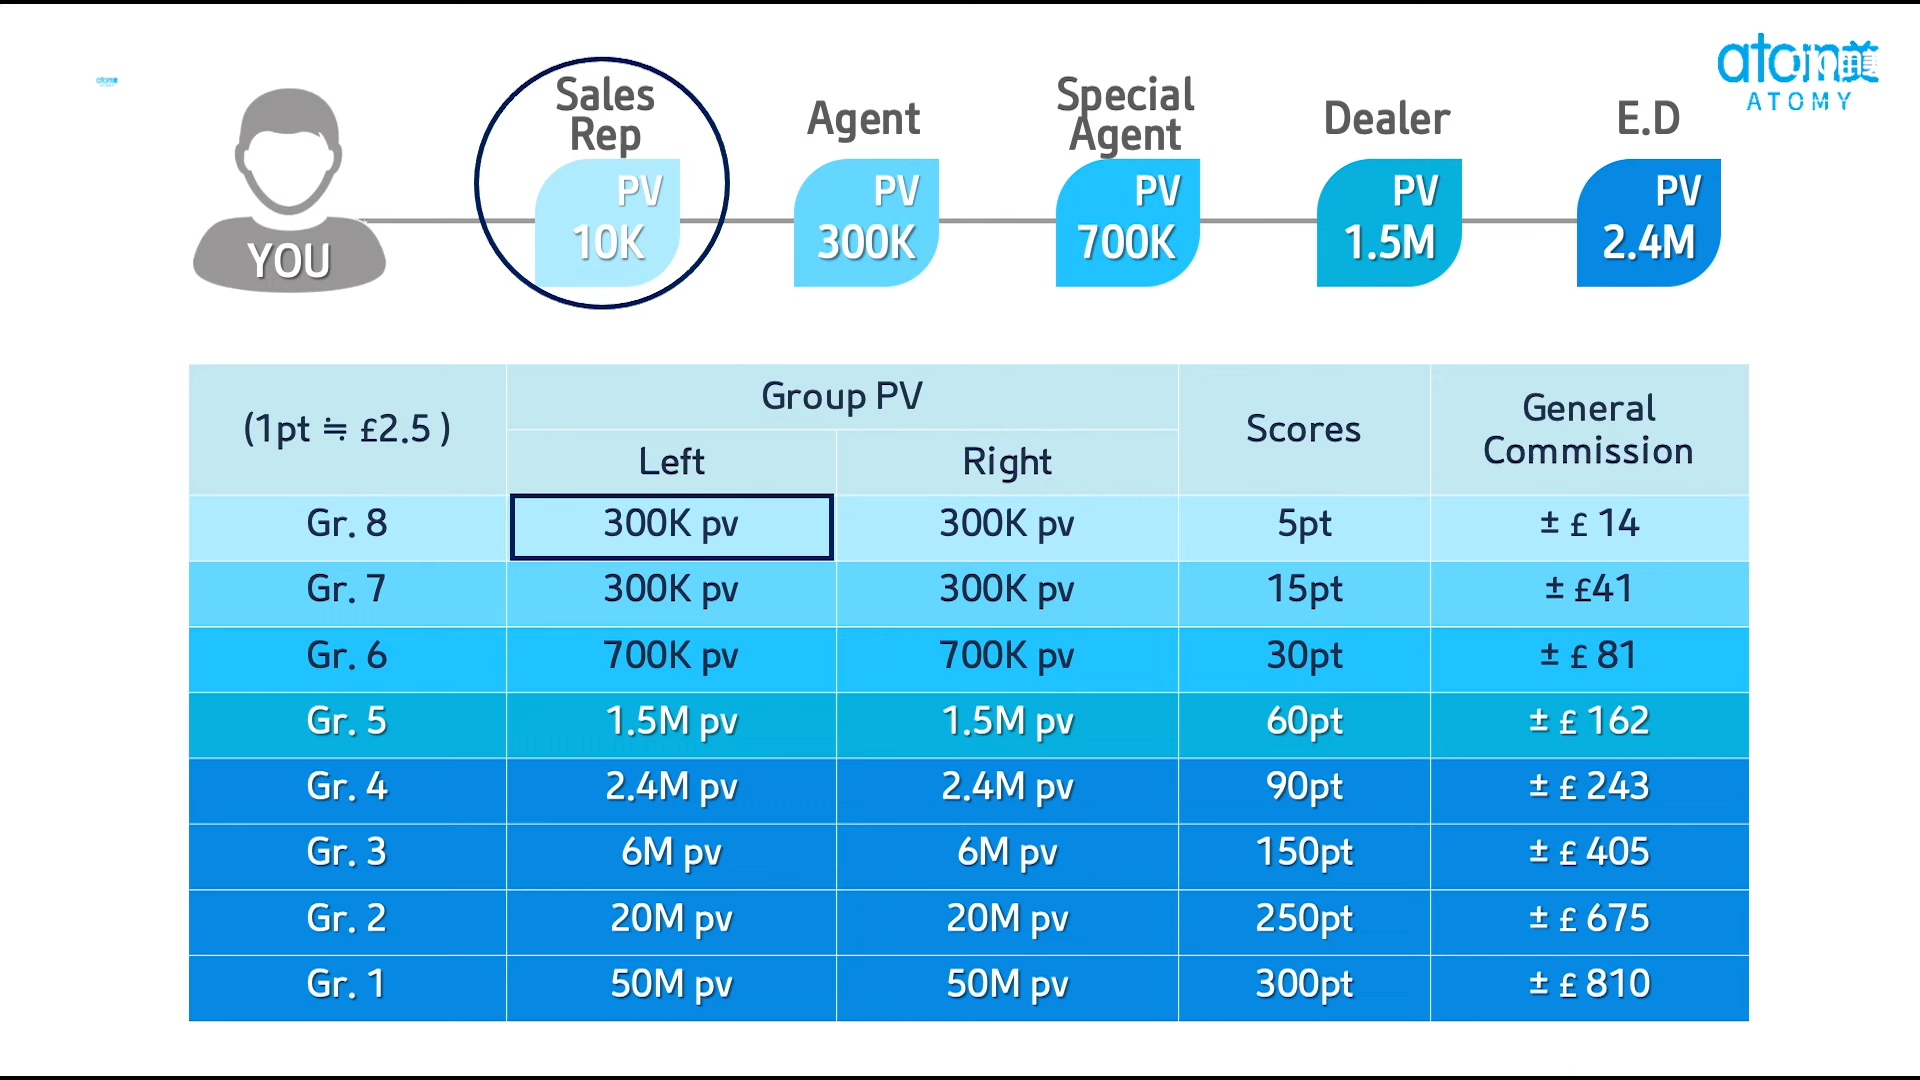 atom美
ATOMY
Sales
Rep
Agent
Special
Agent
Dealer
E.D
YOU
PV
10K
PV
300K
PV
700K
PV
1.5M
PV
2.4M
(1pt ≒ £2.5 )
Group PV
Scores
General
Commission
Left
Right
Gr. 8 300K pv 300K pv 5pt ± £ 14
Gr. 7 300K pv 300K pv 15pt ± £41
Gr. 6 700K pv 700K pv 30pt ± £ 81
Gr. 5 1.5M pv 1.5M pv 60pt ± £ 162
Gr. 4 2.4M pv 2.4M pv 90pt ± £ 243
Gr. 3 6M pv 6M pv 150pt ± £ 405
Gr. 2 20M pv 20M pv 250pt ± £ 675
Gr. 1 50M pv 50M pv 300pt ± £ 810